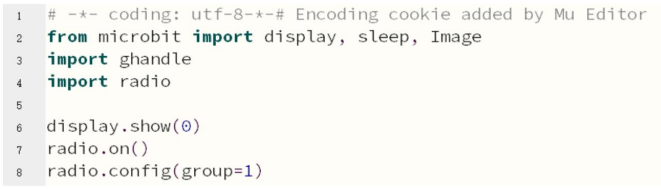 1 # -*- coding: utf-8-*-# Encoding cookie added by Mu Editor
2 from microbit import display, sleep, Image
3 import ghandle
4 import radio
5
6 display.show(0)
7 radio.on()
8 radio.config(group=1)